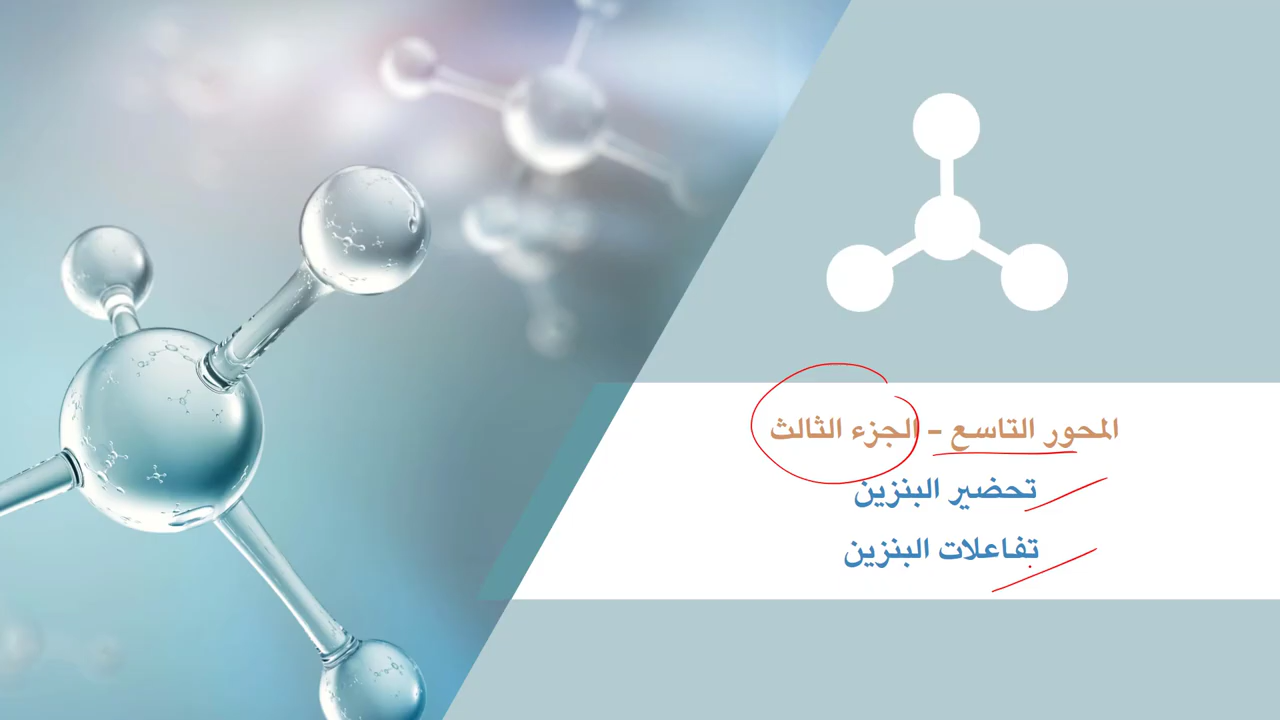 المحور التاسع – الجزء الثالث
تحضير البنزين
تفاعلات البنزين